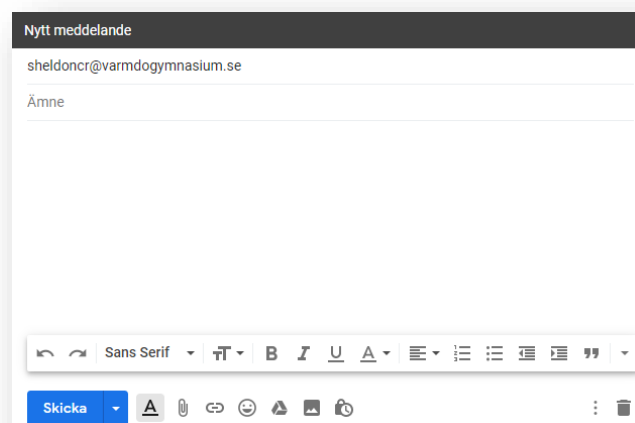 Nytt meddelande
sheldoncr@varmdogymnasium.se
Ämne
Sans Serif
Skicka